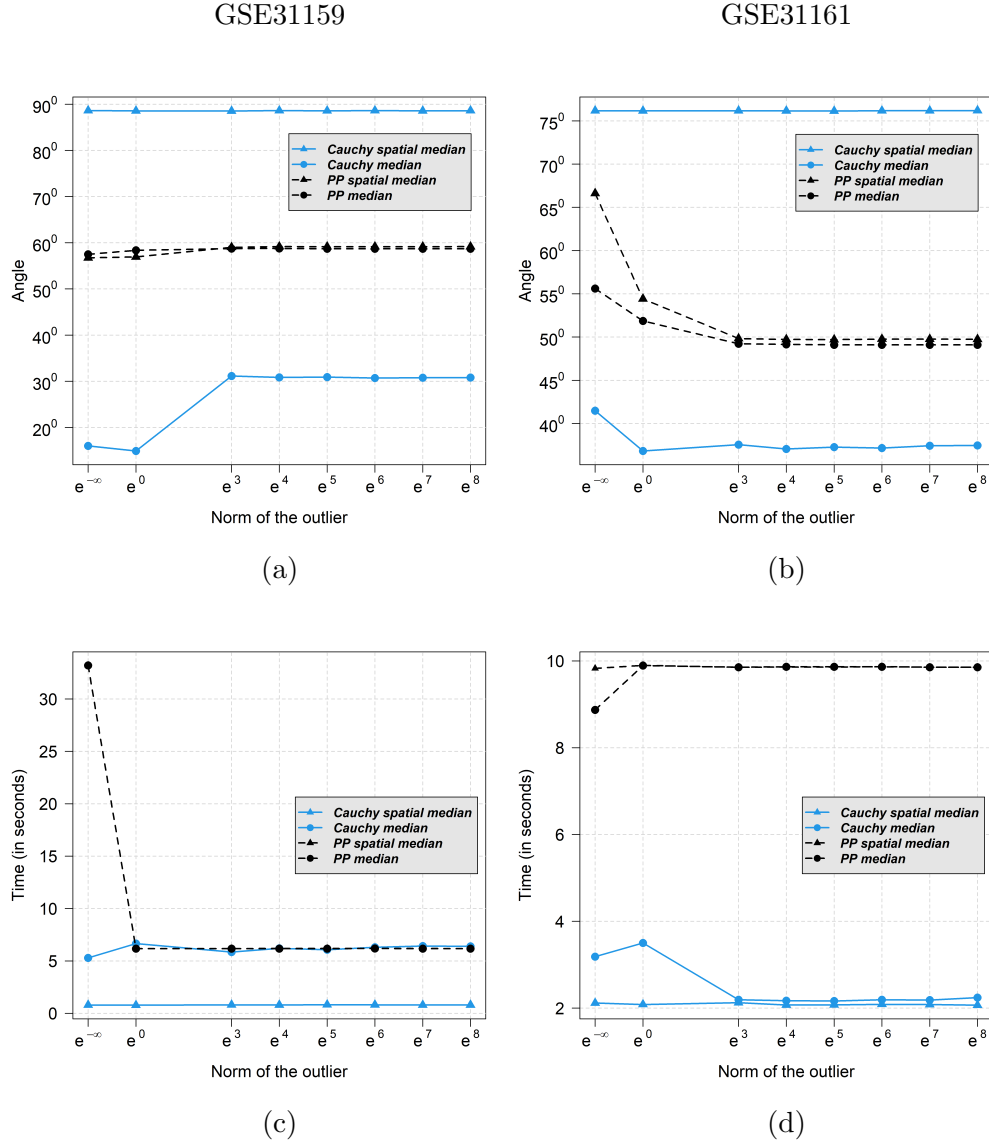 GSE31159
GSE31161
90⁰
80⁰
60⁰
50⁰
40⁰
30⁰
20⁰
Angle
Cauchy spatial median
Cauchy median
PP spatial median
PP median
e⁻∞ e⁰ e³ e⁴ e⁵ e⁶ e⁷ e⁸
Norm of the outlier
(a)
75⁰
70⁰
65⁰
60⁰
55⁰
50⁰
45⁰
40⁰
Angle
Cauchy spatial median
Cauchy median
PP spatial median
PP median
e⁻∞ e⁰ e³ e⁴ e⁵ e⁶ e⁷ e⁸
Norm of the outlier
(b)
30
25
20
15
10
5
0
Time (in seconds)
Cauchy spatial median
Cauchy median
PP spatial median
PP median
e⁻∞ e⁰ e³ e⁴ e⁵ e⁶ e⁷ e⁸
Norm of the outlier
(c)
10
8
6
4
2
Time (in seconds)
Cauchy spatial median
Cauchy median
PP spatial median
PP median
e⁻∞ e⁰ e³ e⁴ e⁵ e⁶ e⁷ e⁸
Norm of the outlier
(d)